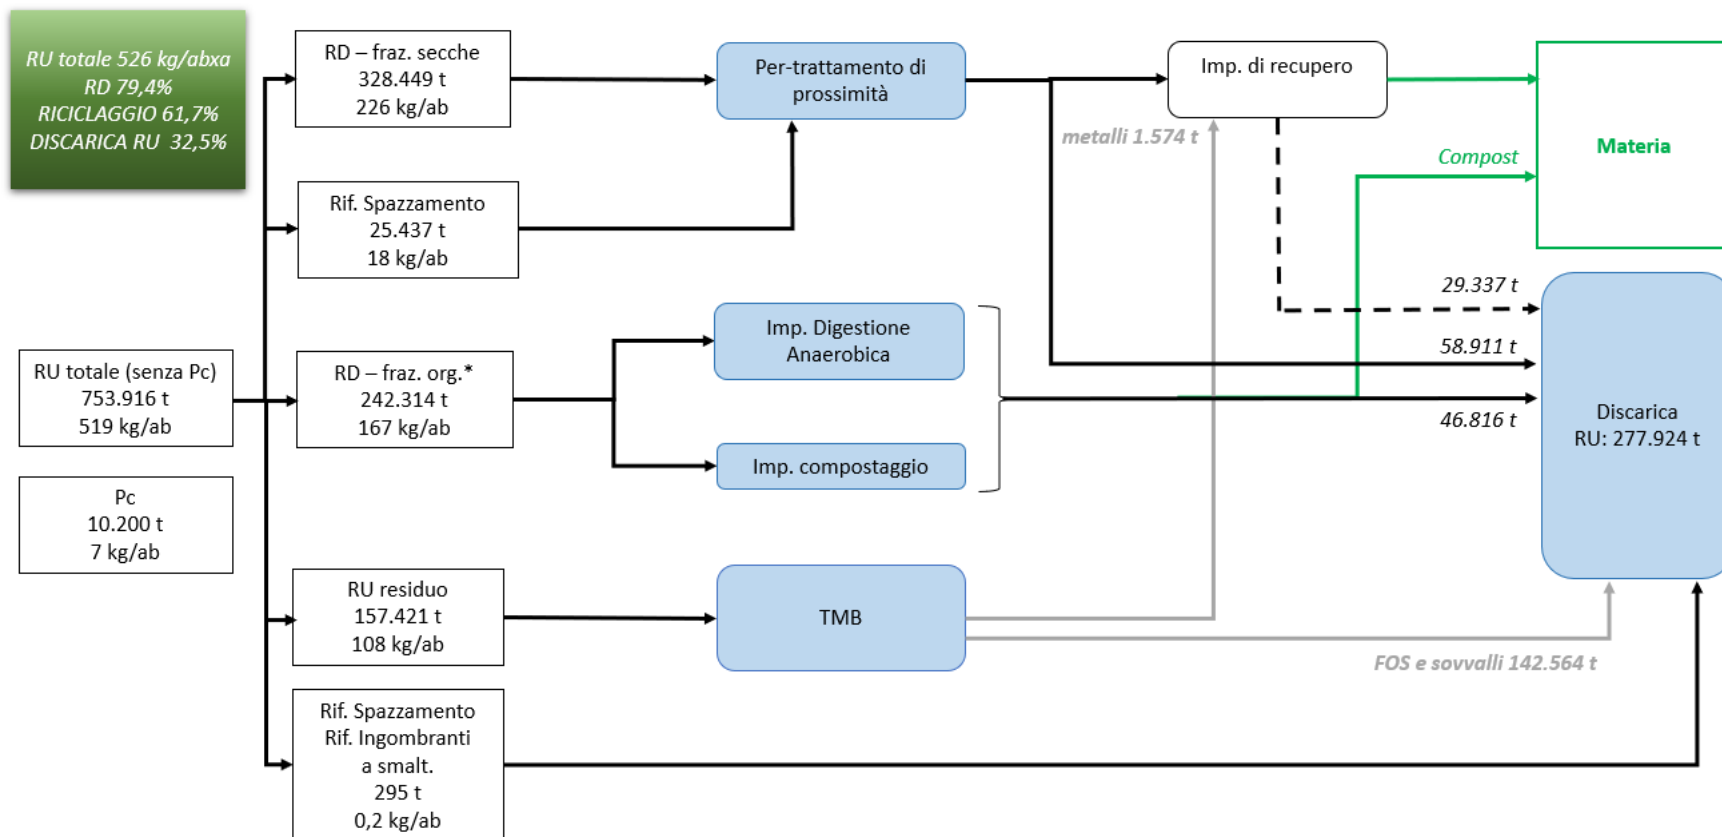 RU totale 526 kg/abxa
RD 79,4%
RICICLAGGIO 61,7%
DISCARICA RU 32,5%
RD – fraz. secche
328.449 t
226 kg/ab
Per-trattamento di
prossimità
Imp. di recupero
metalli 1.574 t
Compost
Materia
Rif. Spazzamento
25.437 t
18 kg/ab
29.337 t
58.911 t
46.816 t
Imp. Digestione
Anaerobica
RU totale (senza Pc)
753.916 t
519 kg/ab
RD – fraz. org.*
242.314 t
167 kg/ab
Imp. compostaggio
Discarica
RU: 277.924 t
Pc
10.200 t
7 kg/ab
RU residuo
157.421 t
108 kg/ab
TMB
FOS e sovvalli 142.564 t
Rif. Spazzamento
Rif. Ingombranti
a smalt.
295 t
0,2 kg/ab